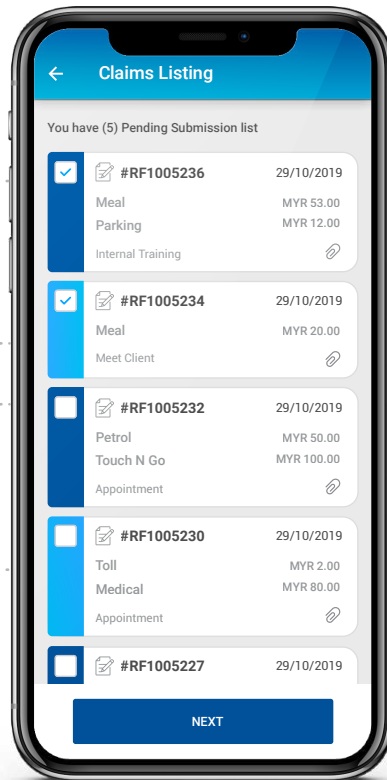 Claims Listing
You have (5) Pending Submission list
#RF1005236 29/10/2019
Meal MYR 53.00
Parking MYR 12.00
Internal Training
#RF1005234 29/10/2019
Meal MYR 20.00
Meet Client
#RF1005232 29/10/2019
Petrol MYR 50.00
Touch N Go MYR 100.00
Appointment
#RF1005230 29/10/2019
Toll MYR 2.00
Medical MYR 80.00
Appointment
#RF1005227 29/10/2019
NEXT